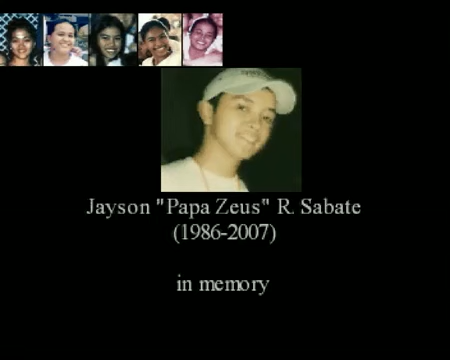 Jayson "Papa Zeus" R. Sabate
(1986-2007)
in memory